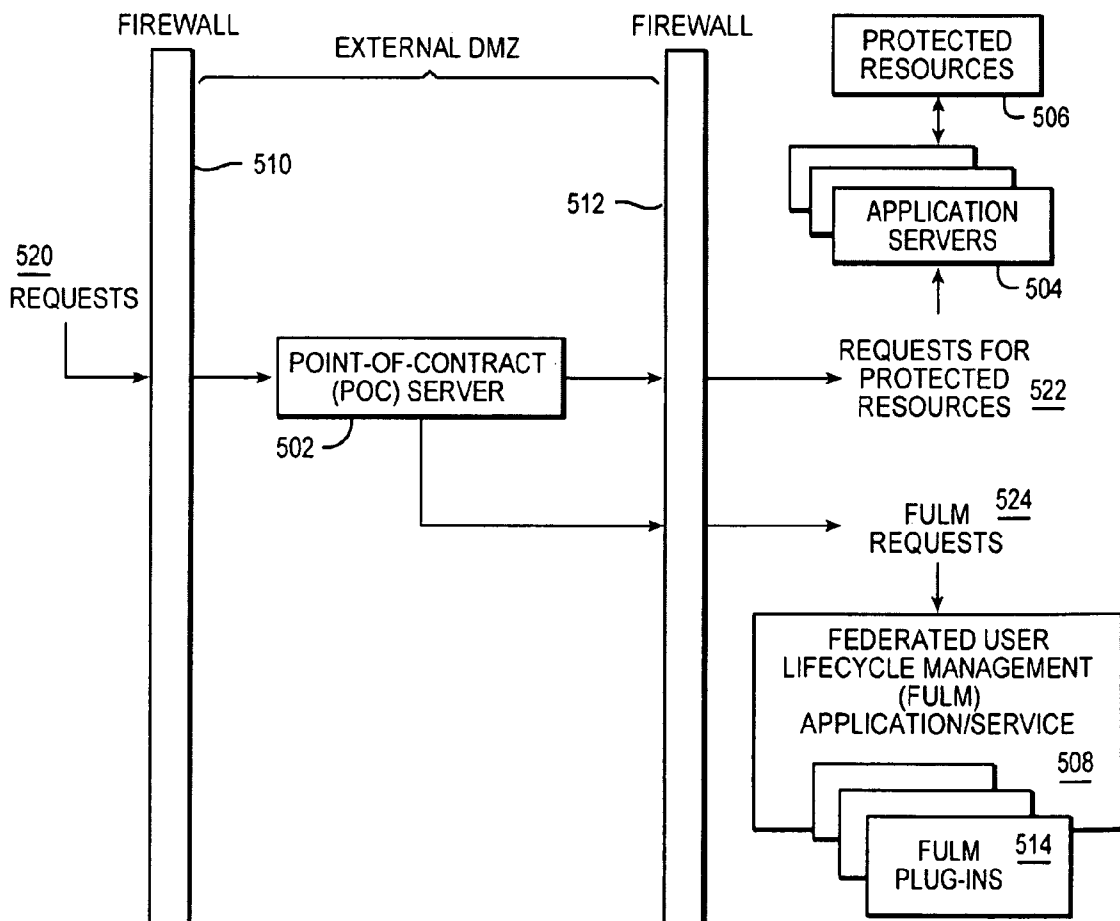 FIREWALL
EXTERNAL DMZ
FIREWALL
PROTECTED
RESOURCES
506
510
512
APPLICATION
SERVERS
504
520
REQUESTS
POINT-OF-CONTRACT
(POC) SERVER
502
REQUESTS FOR
PROTECTED
RESOURCES 522
524
FULM
REQUESTS
FEDERATED USER
LIFECYCLE MANAGEMENT
(FULM)
APPLICATION/SERVICE
508
FULM 514
PLUG-INS